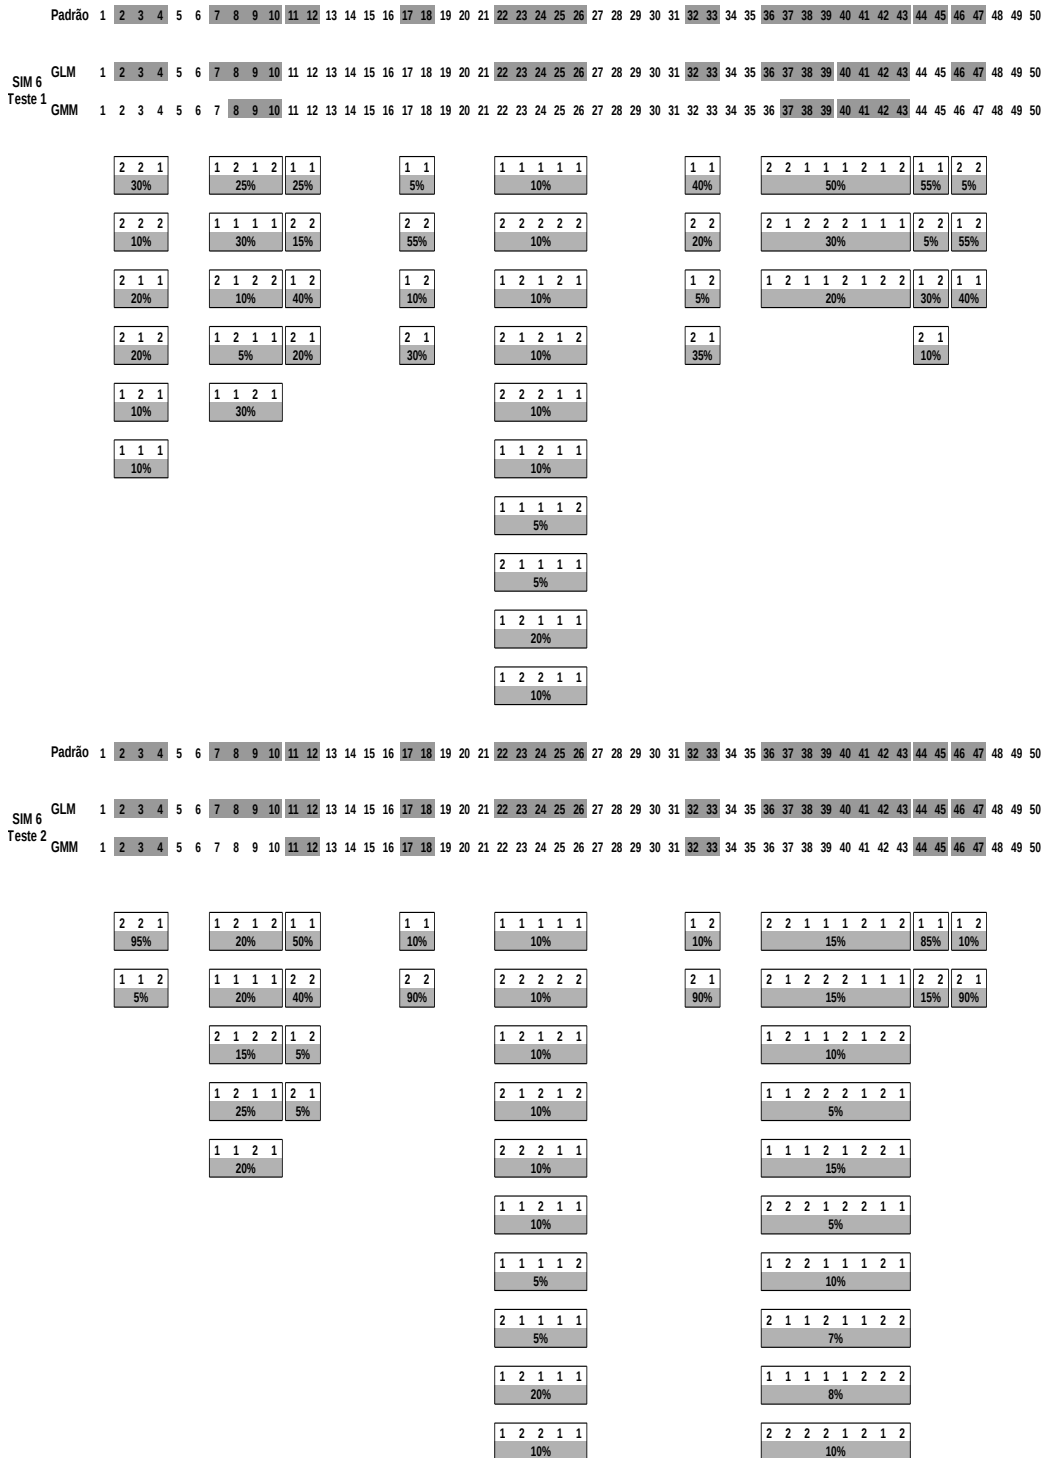 Padrão 1 2 3 4 5 6 7 8 9 10 11 12 13 14 15 16 17 18 19 20 21 22 23 24 25 26 27 28 29 30 31 32 33 34 35 36 37 38 39 40 41 42 43 44 45 46 47 48 49 50
SIM 6
Teste 1
GLM 1 2 3 4 5 6 7 8 9 10 11 12 13 14 15 16 17 18 19 20 21 22 23 24 25 26 27 28 29 30 31 32 33 34 35 36 37 38 39 40 41 42 43 44 45 46 47 48 49 50
GMM 1 2 3 4 5 6 7 8 9 10 11 12 13 14 15 16 17 18 19 20 21 22 23 24 25 26 27 28 29 30 31 32 33 34 35 36 37 38 39 40 41 42 43 44 45 46 47 48 49 50
2 2 1 1 2 1 2 1 1 1 1 1 1 1 1 1 1 1 2 2 1 1 1 2 1 2 1 1 2 2
30% 25% 25% 5% 10% 40% 50% 55% 5%
2 2 2 1 1 1 1 2 2 2 2 2 2 2 2 2 2 2 2 1 2 2 2 1 1 1 2 2 1 2
10% 30% 15% 55% 10% 20% 30% 5% 55%
2 1 1 2 1 2 2 1 2 1 2 1 2 1 2 1 1 2 1 2 1 1 2 1 2 2 1 2 1 1
20% 10% 40% 10% 10% 5% 20% 30% 40%
2 1 2 1 2 1 1 2 1 2 1 2 1 2 1 2 2 1 2 1
20% 5% 20% 30% 10% 35% 10%
1 2 1 1 1 2 1 2 2 2 1 1
10% 30% 10%
1 1 1 1 1 2 1 1
10% 10%
1 1 1 1 2
5%
2 1 1 1 1
5%
1 2 1 1 1
20%
1 2 2 1 1
10%
Padrão 1 2 3 4 5 6 7 8 9 10 11 12 13 14 15 16 17 18 19 20 21 22 23 24 25 26 27 28 29 30 31 32 33 34 35 36 37 38 39 40 41 42 43 44 45 46 47 48 49 50
SIM 6
Teste 2
GLM 1 2 3 4 5 6 7 8 9 10 11 12 13 14 15 16 17 18 19 20 21 22 23 24 25 26 27 28 29 30 31 32 33 34 35 36 37 38 39 40 41 42 43 44 45 46 47 48 49 50
GMM 1 2 3 4 5 6 7 8 9 10 11 12 13 14 15 16 17 18 19 20 21 22 23 24 25 26 27 28 29 30 31 32 33 34 35 36 37 38 39 40 41 42 43 44 45 46 47 48 49 50
2 2 1 1 2 1 2 1 1 1 1 1 1 1 1 1 1 2 2 2 1 1 1 2 1 2 1 1 1 2
95% 20% 50% 10% 10% 10% 15% 85% 10%
1 1 2 1 1 1 1 2 2 2 2 2 2 2 2 2 2 1 2 1 2 2 2 1 1 1 2 2 2 1
5% 20% 40% 90% 10% 90% 15% 15% 90%
2 1 2 2 1 2 1 2 1 2 1 1 2 1 1 2 1 2 2
15% 5% 10% 10%
1 2 1 1 2 1 2 1 2 1 2 1 1 2 2 2 1 2 1
25% 5% 10% 5%
1 1 2 1 2 2 2 1 1 1 1 1 2 1 2 2 1
20% 10% 15%
1 1 2 1 1 2 2 2 1 2 2 1 1
10% 5%
1 1 1 1 2 1 2 2 1 1 1 2 1
5% 10%
2 1 1 1 1 2 1 1 2 1 1 2 2
5% 7%
1 2 1 1 1 1 1 1 1 1 2 2 2
20% 8%
1 2 2 1 1 2 2 2 2 1 2 1 2
10% 10%